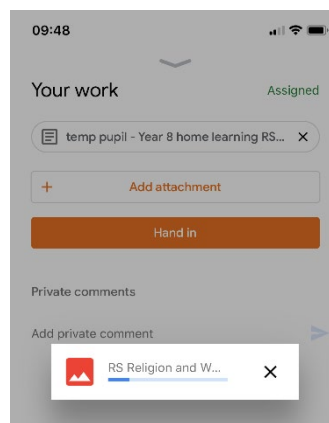 09:48
Your work
Assigned
temp pupil - Year 8 home learning RS...
Add attachment
Hand in
Private comments
Add private comment
RS Religion and W...